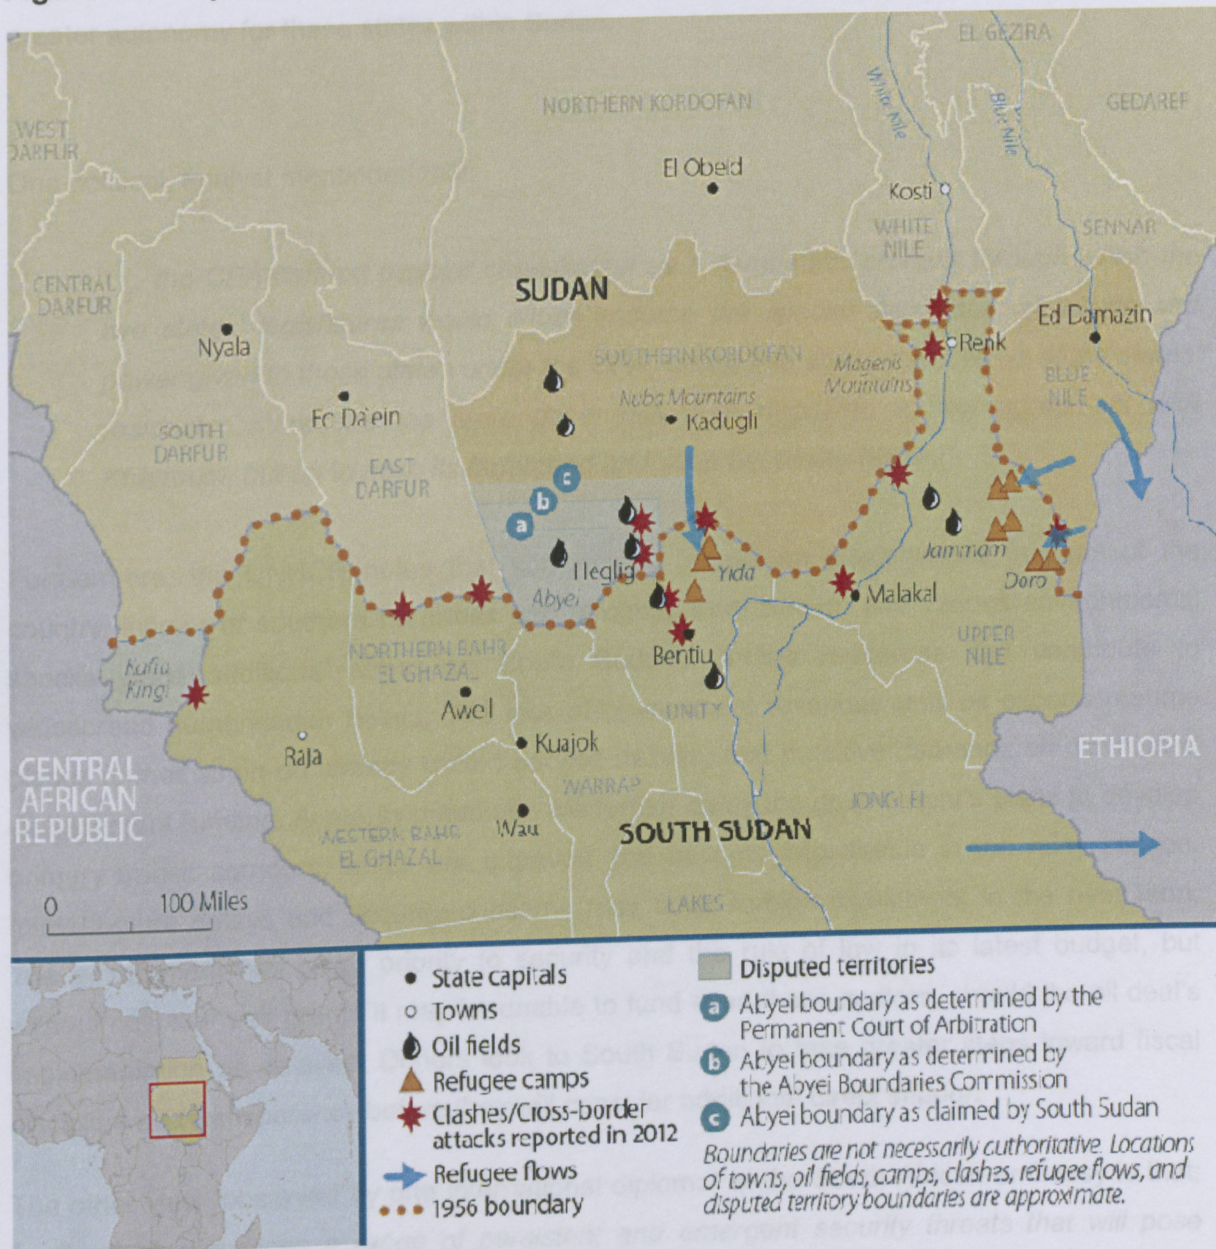 WEST
DARFUR
NORTHERN KORDOFAN
EL GEZIRA
GEDAREF
White Nile
Blue Nile
El Obeid
Kosti
WHITE
NILE
SENNAR
CENTRAL
DARFUR
SUDAN
Ed Damazin
Nyala
SOUTHERN KORDOFAN
Renk
Nuba Mountains
Kadugli
BLUE
NILE
Ed Da'ein
SOUTH
DARFUR
EAST
DARFUR
a
b
c
Heglig
Abyei
Yida
Jammam
Doro
Malakal
Kafia
Kingi
NORTHERN BAHR
EL GHAZAL
Bentiu
UPPER
NILE
Aweil
UNITY
Raja
Kuajok
WARRAP
ETHIOPIA
CENTRAL
AFRICAN
REPUBLIC
JONGLEI
WESTERN BAHR
EL GHAZAL
Wau
SOUTH SUDAN
LAKES
0 100 Miles
State capitals
Towns
Oil fields
Refugee camps
Clashes/Cross-border
attacks reported in 2012
Refugee flows
1956 boundary
Disputed territories
a Abyei boundary as determined by the
Permanent Court of Arbitration
b Abyei boundary as determined by
the Abyei Boundaries Commission
c Abyei boundary as claimed by South Sudan
Boundaries are not necessarily authoritative. Locations
of towns, oil fields, camps, clashes, refugee flows, and
disputed territory boundaries are approximate.